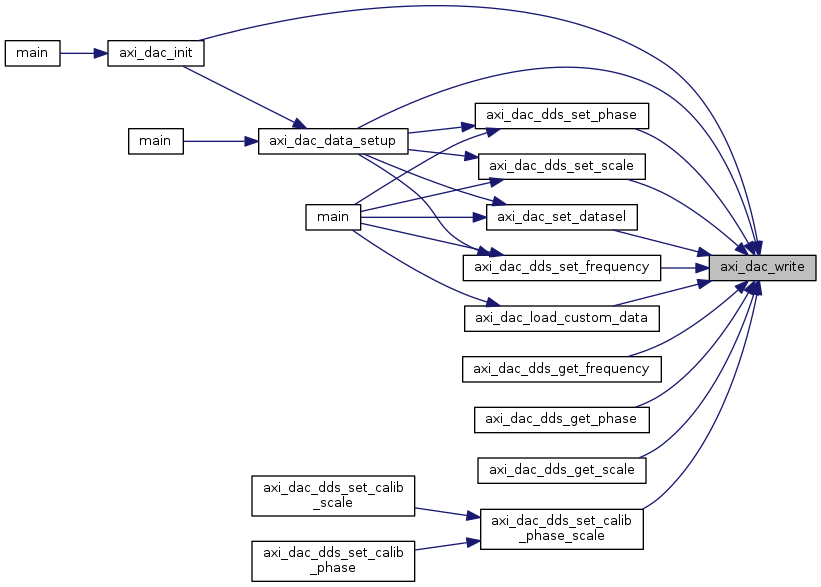 main
axi_dac_init
axi_dac_dds_set_phase
main
axi_dac_data_setup
axi_dac_dds_set_scale
main
axi_dac_set_datasel
axi_dac_dds_set_frequency
axi_dac_write
axi_dac_load_custom_data
axi_dac_dds_get_frequency
axi_dac_dds_get_phase
axi_dac_dds_get_scale
axi_dac_dds_set_calib
_scale
axi_dac_dds_set_calib
_phase_scale
axi_dac_dds_set_calib
_phase